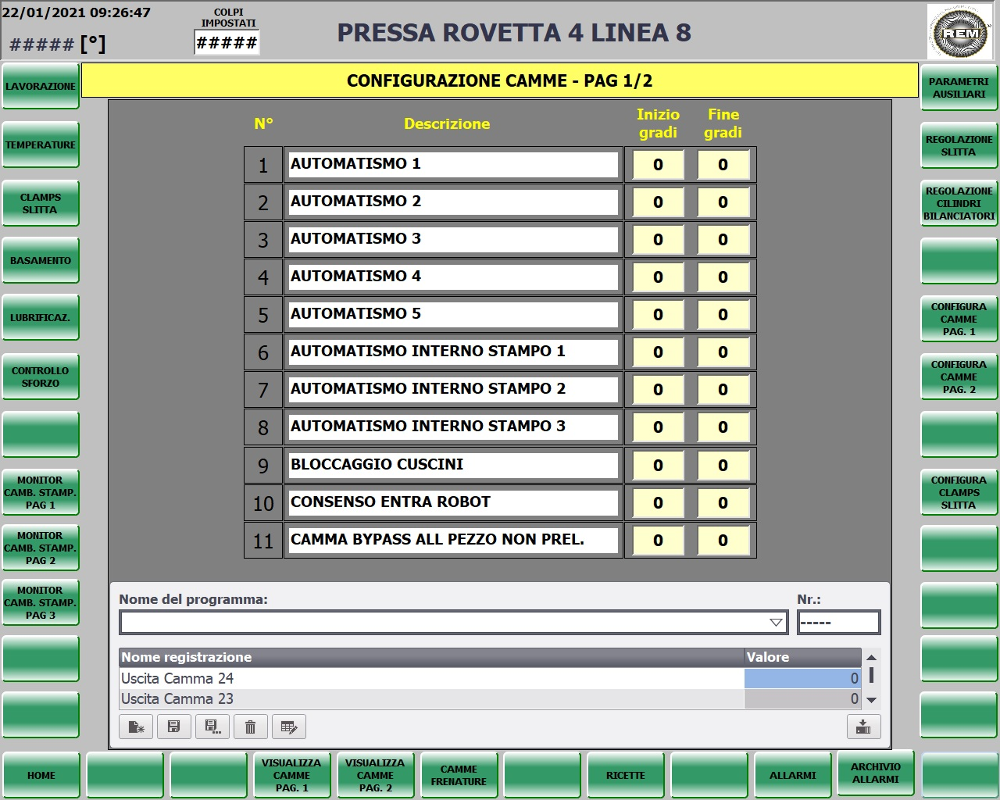 22/01/2021 09:26:47
COLPI
IMPOSTATI
##### [°]
#####
PRESSA ROVETTA 4 LINEA 8
REM
LAVORAZIONE
TEMPERATURE
CLAMPS
SLITTA
BASAMENTO
LUBRIFICAZ.
CONTROLLO
SFORZO
MONITOR
CAMB. STAMP.
PAG 1
MONITOR
CAMB. STAMP.
PAG 2
MONITOR
CAMB. STAMP.
PAG 3
CONFIGURAZIONE CAMME - PAG 1/2
N° Descrizione Inizio gradi Fine gradi
1 AUTOMATISMO 1 0 0
2 AUTOMATISMO 2 0 0
3 AUTOMATISMO 3 0 0
4 AUTOMATISMO 4 0 0
5 AUTOMATISMO 5 0 0
6 AUTOMATISMO INTERNO STAMPO 1 0 0
7 AUTOMATISMO INTERNO STAMPO 2 0 0
8 AUTOMATISMO INTERNO STAMPO 3 0 0
9 BLOCCAGGIO CUSCINI 0 0
10 CONSENSO ENTRA ROBOT 0 0
11 CAMMA BYPASS ALL PEZZO NON PREL. 0 0
Nome del programma: Nr.:
-----
Nome registrazione Valore
Uscita Camma 24 0
Uscita Camma 23 0
PARAMETRI
AUSILIARI
REGOLAZIONE
SLITTA
REGOLAZIONE
CILINDRI
BILANCIATORI
CONFIGURA
CAMME
PAG. 1
CONFIGURA
CAMME
PAG. 2
CONFIGURA
CLAMPS
SLITTA
HOME
VISUALIZZA
CAMME
PAG. 1
VISUALIZZA
CAMME
PAG. 2
CAMME
FRENATURE
RICETTE
ALLARMI
ARCHIVIO
ALLARMI